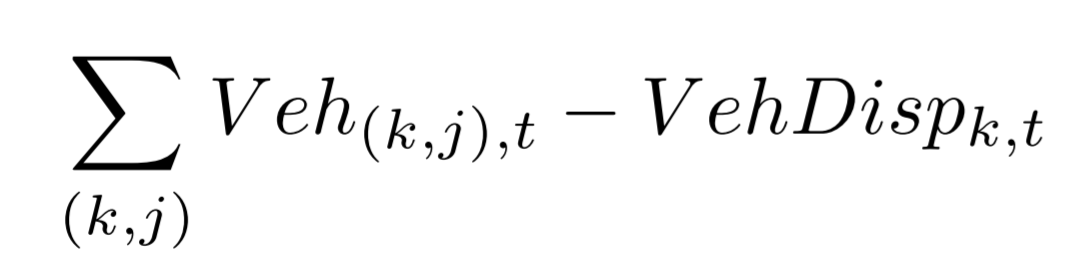 \sum_{(k,j)} Veh_{(k,j),t} - VehDisp_{k,t}